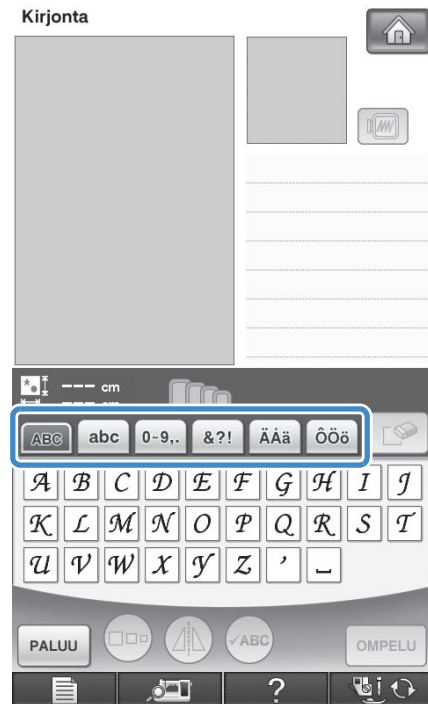 Kirjonta
--- cm
--- cm
ABC abc 0~9,. &?! ÄÅä ÔÖö
A B C D E F G H I J
K L M N O P Q R S T
U V W X Y Z ’ ⎵
PALUU ✓ABC OMPELU
?